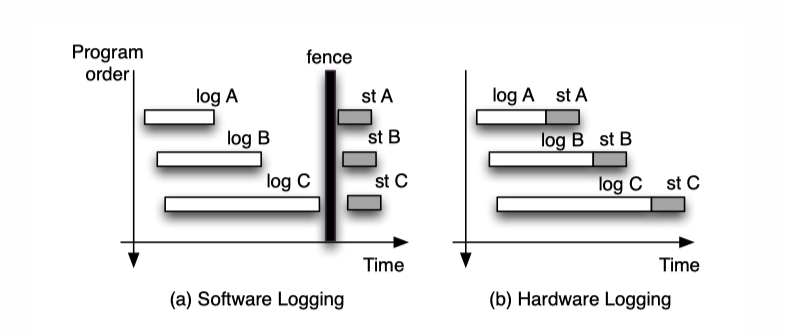 Program
order
fence
log A
st A
log B
st B
log C
st C
Time
(a) Software Logging
log A
st A
log B
st B
log C
st C
Time
(b) Hardware Logging